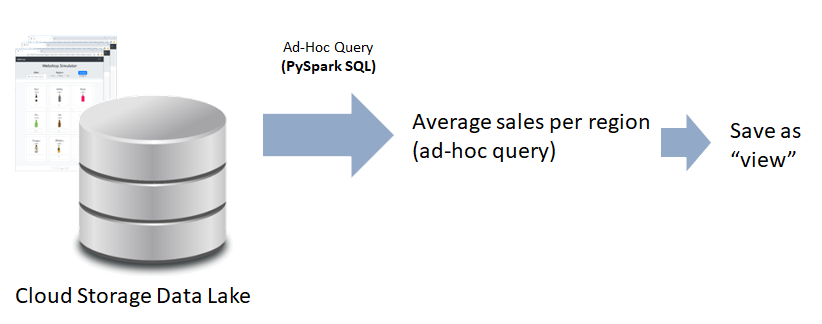 Webshop Simulator
Ad-Hoc Query
(PySpark SQL)
Average sales per region
(ad-hoc query)
Save as
“view”
Cloud Storage Data Lake